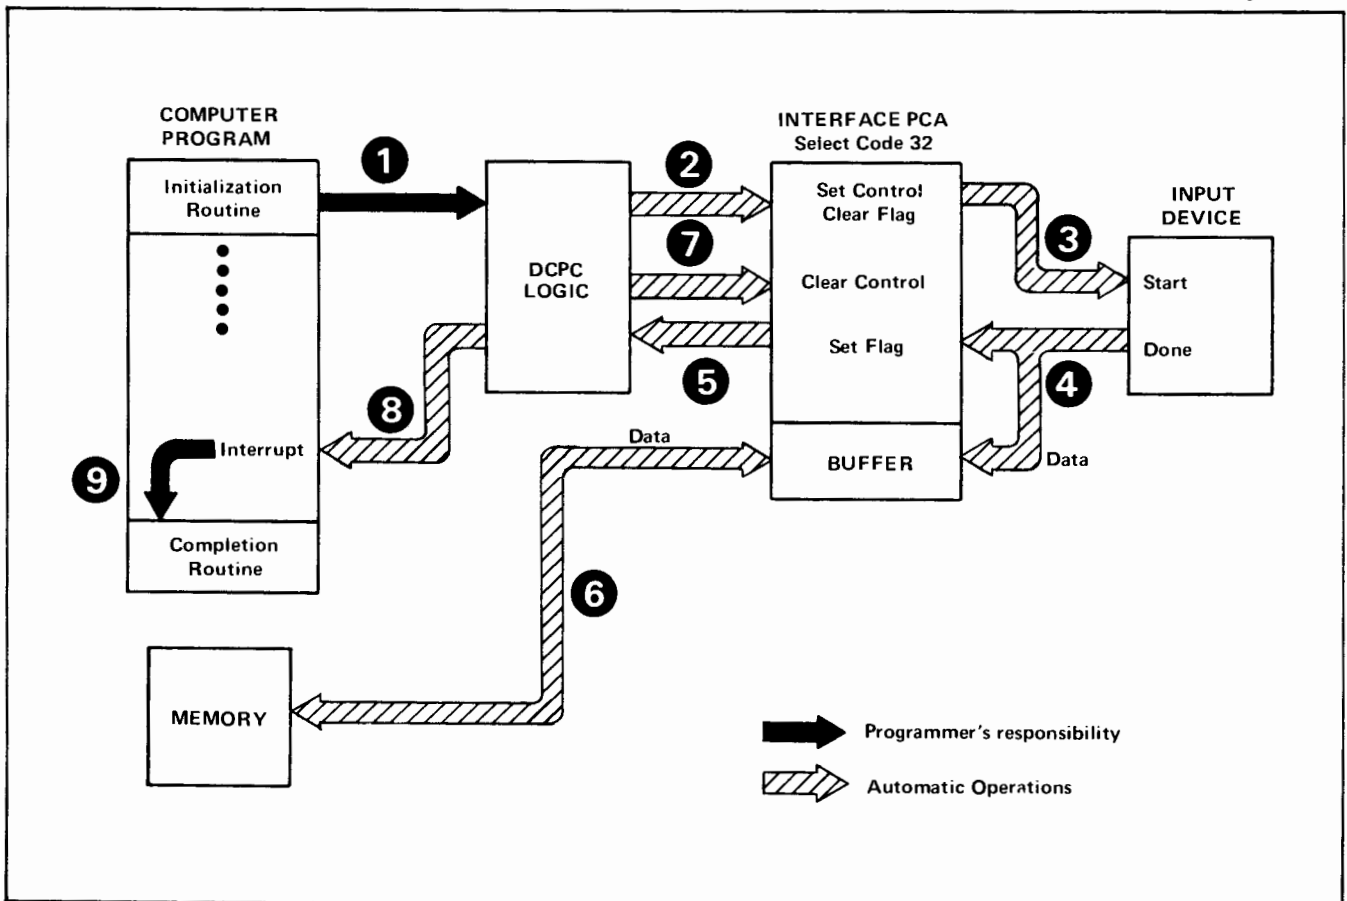 COMPUTER
PROGRAM
Initialization
Routine
1
DCPC
LOGIC
2
7
5
INTERFACE PCA
Select Code 32
Set Control
Clear Flag
Clear Control
Set Flag
BUFFER
3
INPUT
DEVICE
Start
Done
4
Data
8
Interrupt
9
Completion
Routine
Data
6
MEMORY
Programmer's responsibility
Automatic Operations